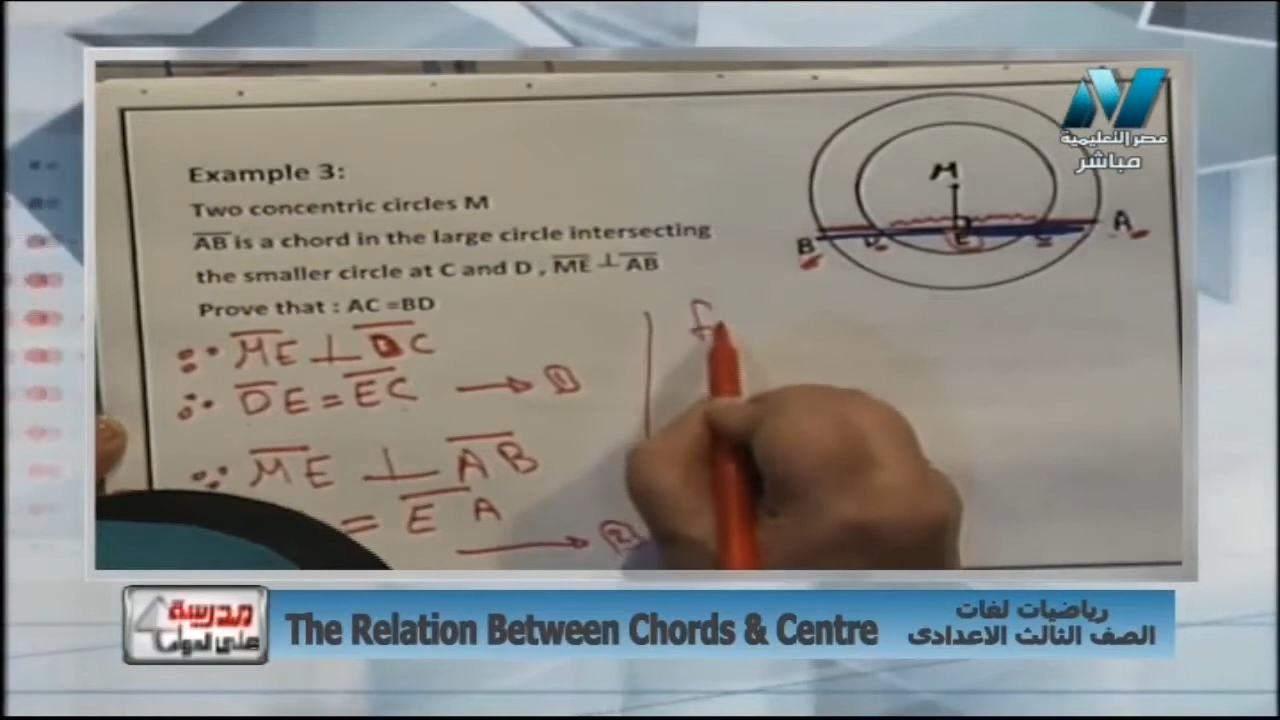 مصر التعليمية
مباشر
Example 3:
Two concentric circles M
AB is a chord in the large circle intersecting
the smaller circle at C and D , ME ⊥ AB
Prove that : AC =BD
∵ ME ⊥ DC
∴ DE = EC → ①
∵ ME ⊥ AB
= EA
→ ②
f
M
A
B
D
E
مدرسة
على الهواء
The Relation Between Chords & Centre
رياضيات لغات
الصف الثالث الاعدادى